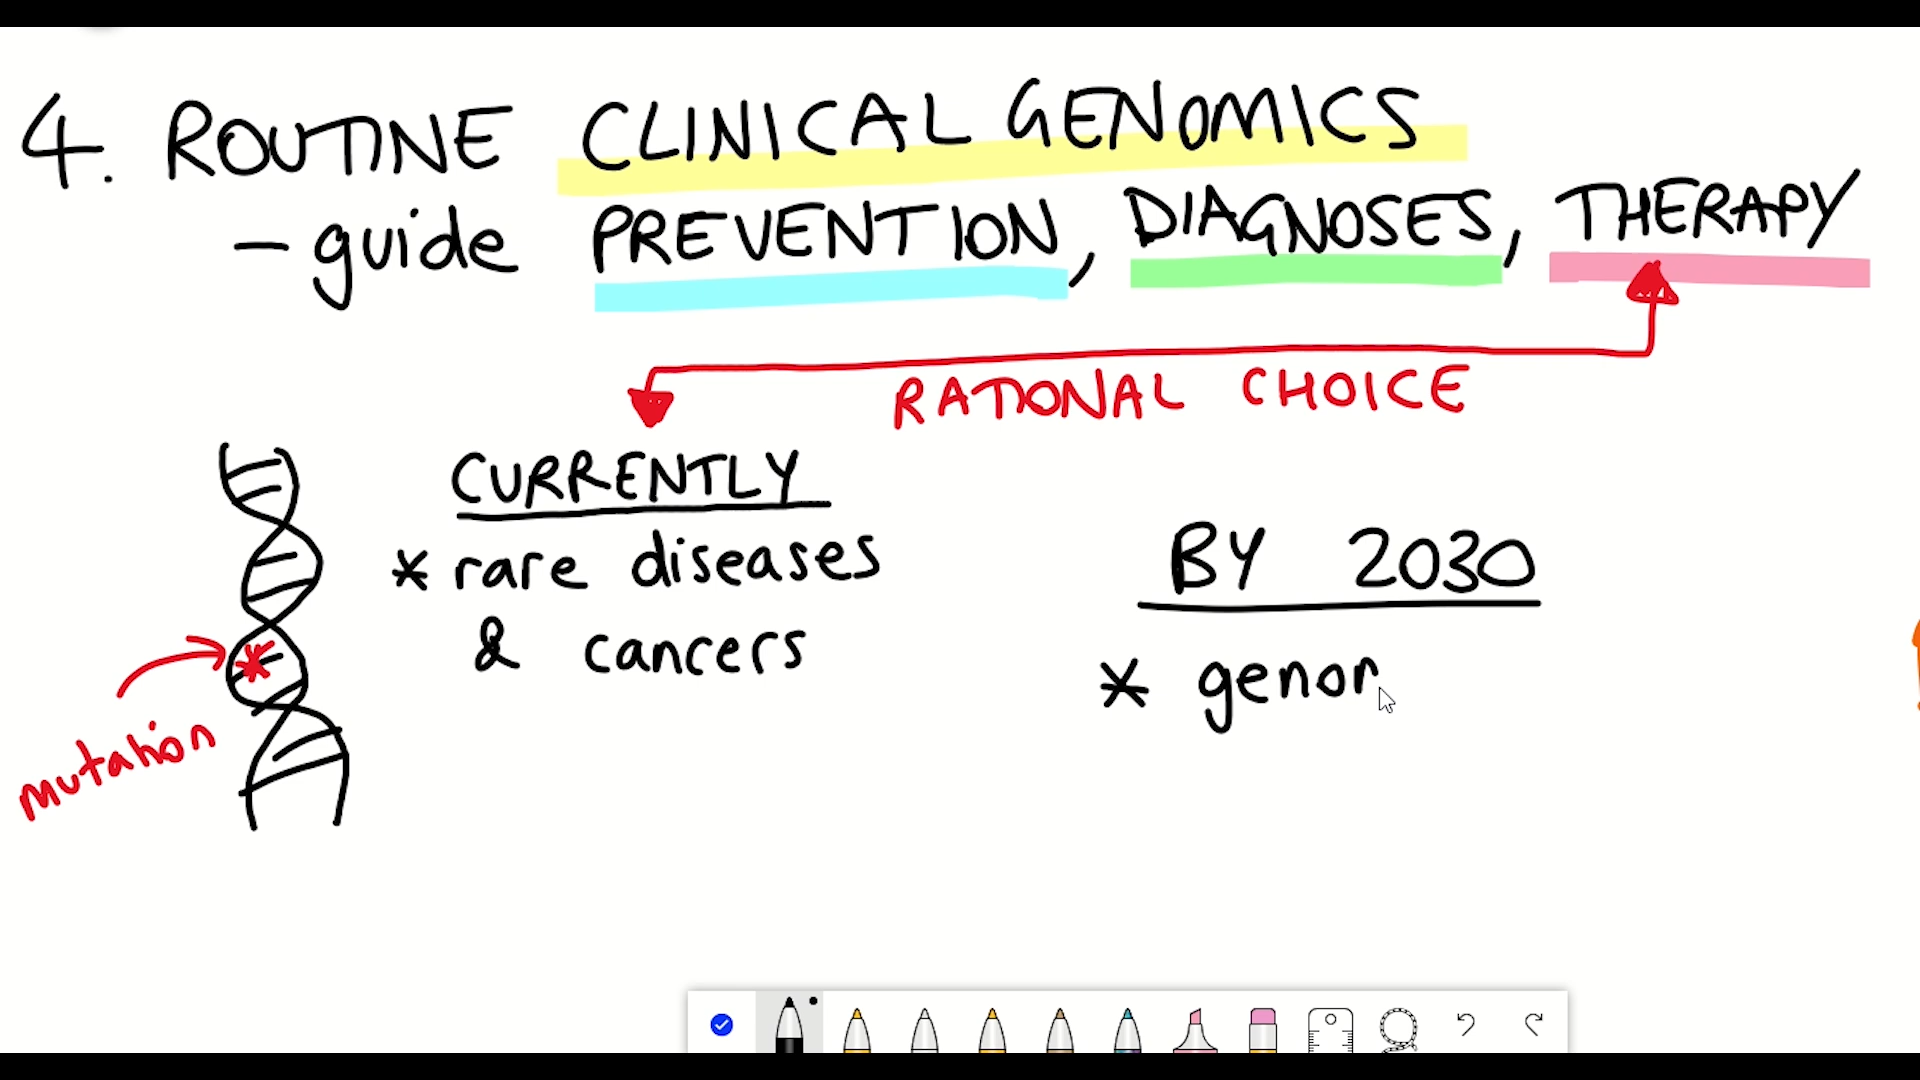 4. ROUTINE CLINICAL GENOMICS
- guide PREVENTION, DIAGNOSES, THERAPY
RATIONAL CHOICE
CURRENTLY
* rare diseases
& cancers
mutation
BY 2030
* genor